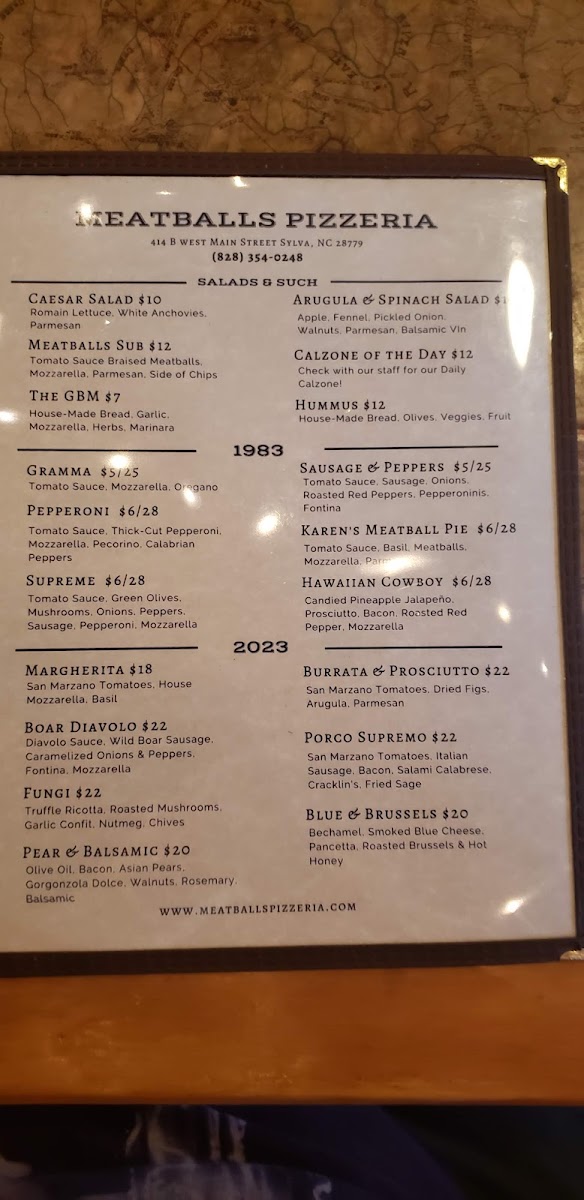 MEATBALLS PIZZERIA
414 B West Main Street Sylva, NC 28779
(828) 354-0248
SALADS & SUCH
Caesar Salad $10
Romain Lettuce, White Anchovies,
Parmesan
Meatballs Sub $12
Tomato Sauce Braised Meatballs,
Mozzarella, Parmesan, Side of Chips
The GBM $7
House-Made Bread, Garlic,
Mozzarella, Herbs, Marinara
Arugula & Spinach Salad
Apple, Fennel, Pickled Onion,
Walnuts, Parmesan, Balsamic Vin
Calzone of the Day $12
Check with our staff for our Daily
Calzone!
Hummus $12
House-Made Bread, Olives, Veggies, Fruit
1983
Gramma $5/25
Tomato Sauce, Mozzarella, Oregano
Pepperoni $6/28
Tomato Sauce, Thick-Cut Pepperoni,
Mozzarella, Pecorino, Calabrian
Peppers
Supreme $6/28
Tomato Sauce, Green Olives,
Mushrooms, Onions, Peppers,
Sausage, Pepperoni, Mozzarella
Sausage & Peppers $5/25
Tomato Sauce, Sausage, Onions,
Roasted Red Peppers, Pepperoninis,
Fontina
Karen's Meatball Pie $6/28
Tomato Sauce, Basil, Meatballs,
Mozzarella,
Hawaiian Cowboy $6/28
Candied Pineapple Jalapeño,
Prosciutto, Bacon, Roasted Red
Pepper, Mozzarella
2023
Margherita $18
San Marzano Tomatoes, House
Mozzarella, Basil
Boar Diavolo $22
Diavolo Sauce, Wild Boar Sausage,
Caramelized Onions & Peppers,
Fontina, Mozzarella
Fungi $22
Truffle Ricotta, Roasted Mushrooms,
Garlic Confit, Nutmeg, Chives
Pear & Balsamic $20
Olive Oil, Bacon, Asian Pears,
Gorgonzola Dolce, Walnuts, Rosemary,
Balsamic
Burrata & Prosciutto $22
San Marzano Tomatoes, Dried Figs,
Arugula, Parmesan
Porco Supremo $22
San Marzano Tomatoes, Italian
Sausage, Bacon, Salami Calabrese,
Cracklin's, Fried Sage
Blue & Brussels $20
Bechamel, Smoked Blue Cheese,
Pancetta, Roasted Brussels & Hot
Honey
WWW.MEATBALLSPIZZERIA.COM